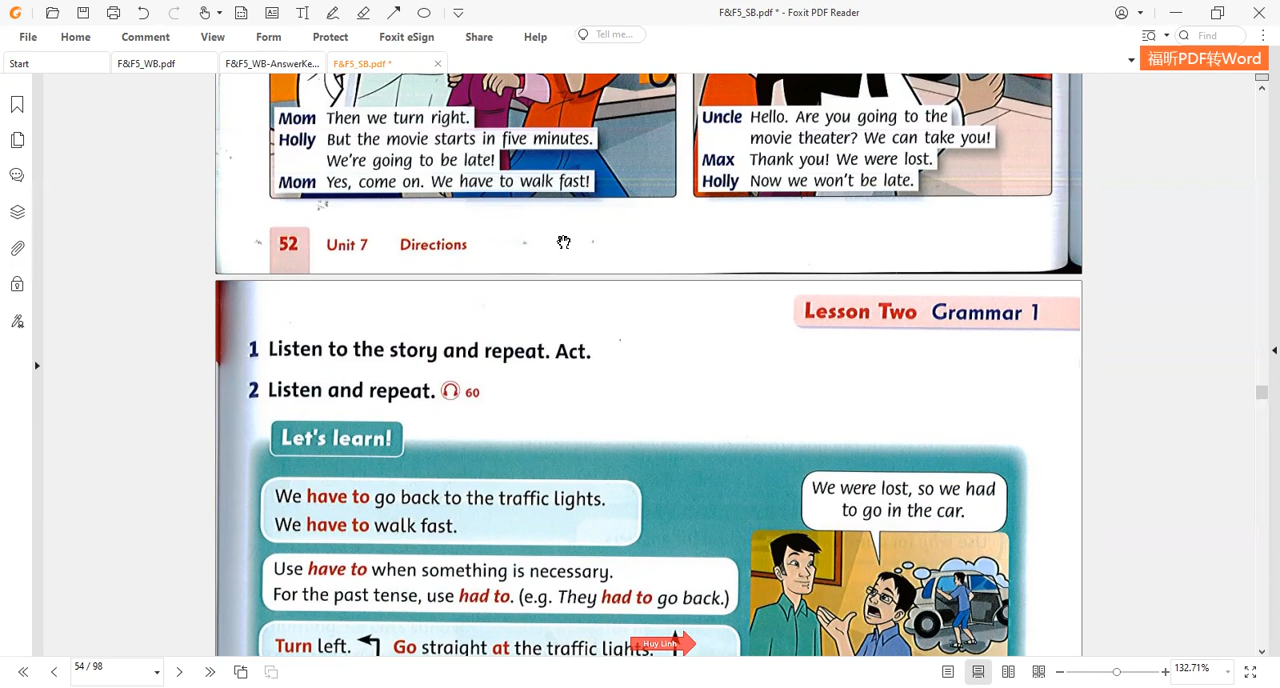 F&F5_SB.pdf * - Foxit PDF Reader
File Home Comment View Form Protect Foxit eSign Share Help Tell me... Find
Start F&F5_WB.pdf F&F5_WB-AnswerKe... F&F5_SB.pdf *
福昕PDF转Word
Mom Then we turn right.
Holly But the movie starts in five minutes.
We're going to be late!
Mom Yes, come on. We have to walk fast!
Uncle Hello. Are you going to the
movie theater? We can take you!
Max Thank you! We were lost.
Holly Now we won't be late.
52 Unit 7 Directions
Lesson Two Grammar 1
1 Listen to the story and repeat. Act.
2 Listen and repeat. 60
Let's learn!
We have to go back to the traffic lights.
We have to walk fast.
We were lost, so we had
to go in the car.
Use have to when something is necessary.
For the past tense, use had to. (e.g. They had to go back.)
Turn left. Go straight at the traffic lights.
Huy Linh
54 / 98
132.71%